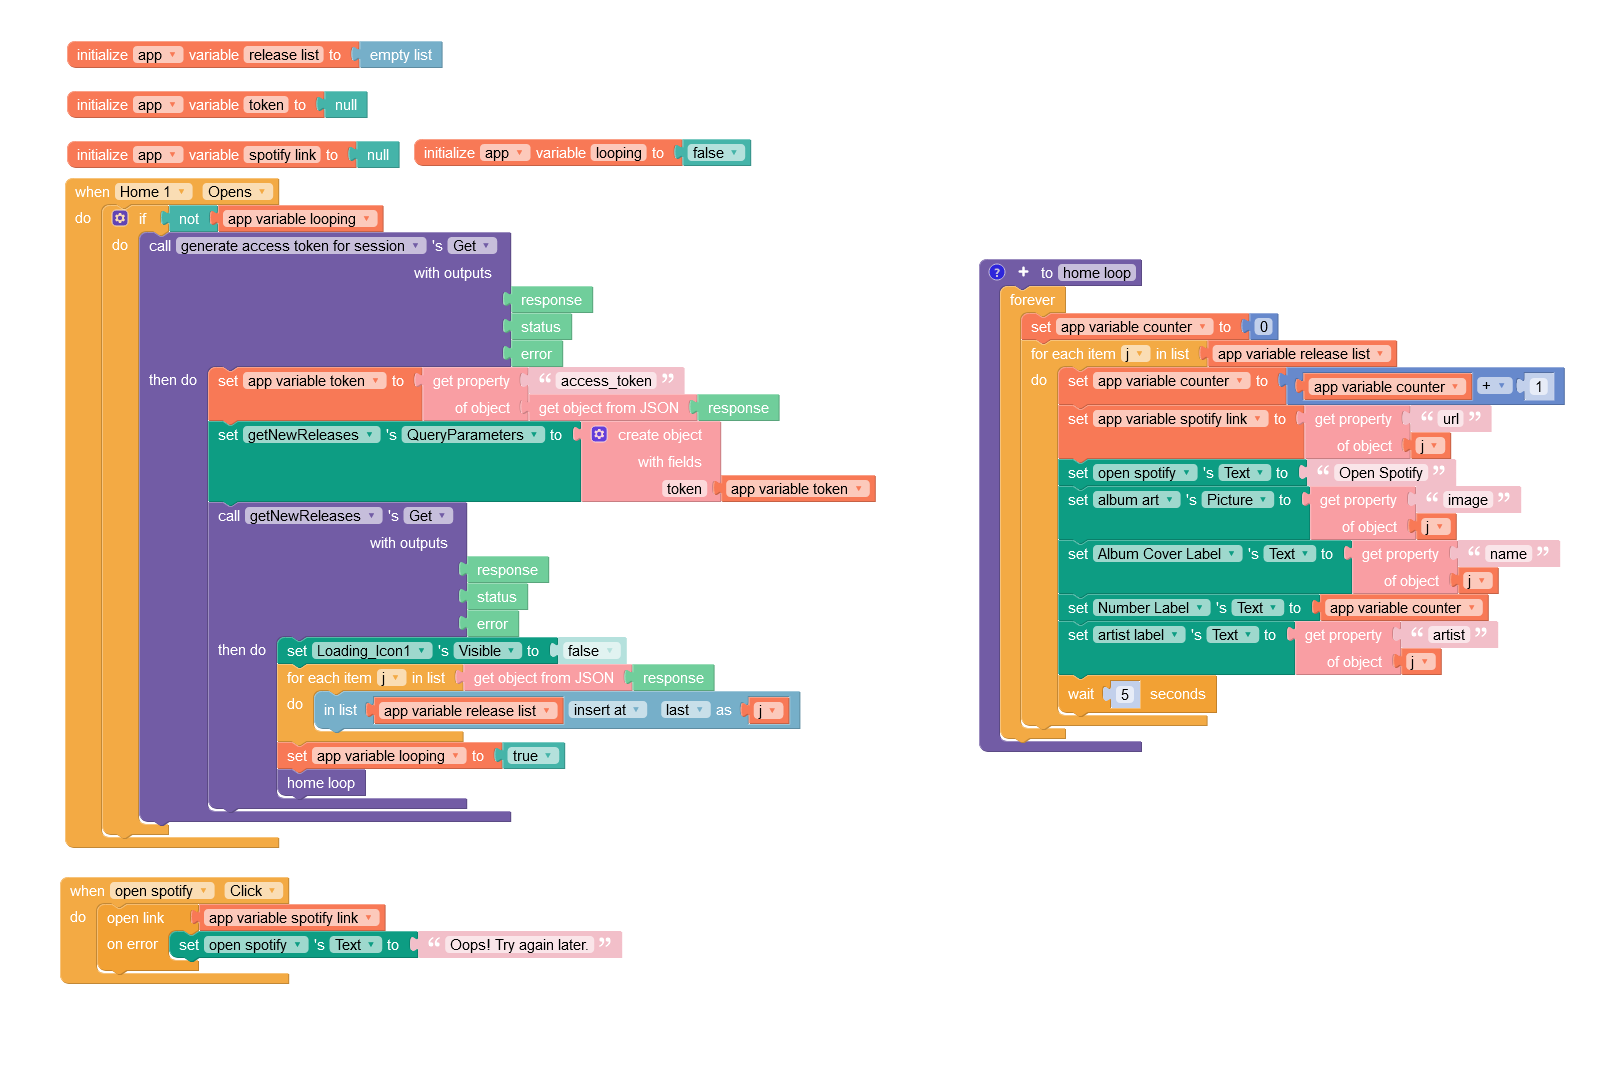 initialize app variable release list to empty list
initialize app variable token to null
initialize app variable spotify link to null
initialize app variable looping to false
when Home 1 Opens
do if not app variable looping
do call generate access token for session 's Get
with outputs
response
status
error
then do set app variable token to get property “ access_token ”
of object get object from JSON response
set getNewReleases 's QueryParameters to create object
with fields
token app variable token
call getNewReleases 's Get
with outputs
response
status
error
then do set Loading_Icon1 's Visible to false
for each item j in list get object from JSON response
do in list app variable release list insert at last as j
set app variable looping to true
home loop
when open spotify Click
do open link app variable spotify link
on error set open spotify 's Text to “ Oops! Try again later. ”
? + to home loop
forever
set app variable counter to 0
for each item j in list app variable release list
do set app variable counter to app variable counter + 1
set app variable spotify link to get property “ url ”
of object j
set open spotify 's Text to “ Open Spotify ”
set album art 's Picture to get property “ image ”
of object j
set Album Cover Label 's Text to get property “ name ”
of object j
set Number Label 's Text to app variable counter
set artist label 's Text to get property “ artist ”
of object j
wait 5 seconds